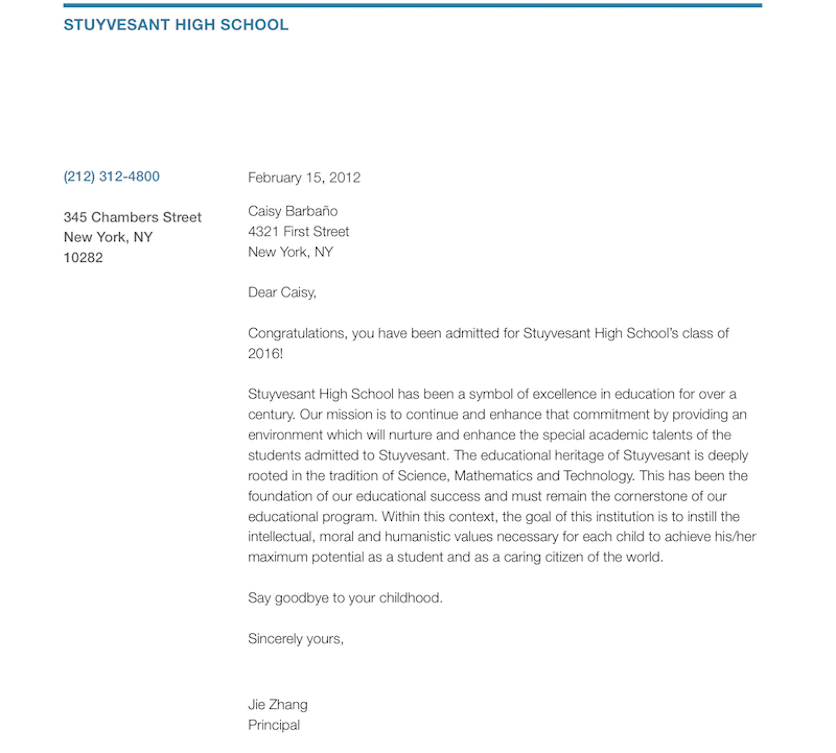 STUYVESANT HIGH SCHOOL
(212) 312-4800
345 Chambers Street
New York, NY
10282
February 15, 2012
Caisy Barbaño
4321 First Street
New York, NY
Dear Caisy,
Congratulations, you have been admitted for Stuyvesant High School's class of
2016!
Stuyvesant High School has been a symbol of excellence in education for over a
century. Our mission is to continue and enhance that commitment by providing an
environment which will nurture and enhance the special academic talents of the
students admitted to Stuyvesant. The educational heritage of Stuyvesant is deeply
rooted in the tradition of Science, Mathematics and Technology. This has been the
foundation of our educational success and must remain the cornerstone of our
educational program. Within this context, the goal of this institution is to instill the
intellectual, moral and humanistic values necessary for each child to achieve his/her
maximum potential as a student and as a caring citizen of the world.
Say goodbye to your childhood.
Sincerely yours,
Jie Zhang
Principal